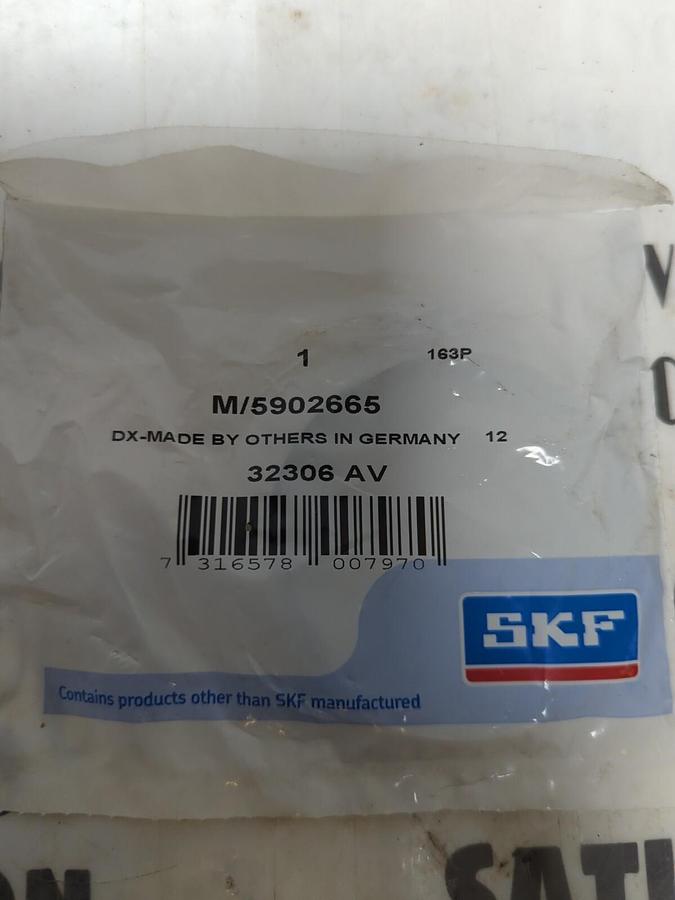 1 163P
M/5902665
DX-MADE BY OTHERS IN GERMANY 12
32306 AV
7 316578 007970
SKF
Contains products other than SKF manufactured